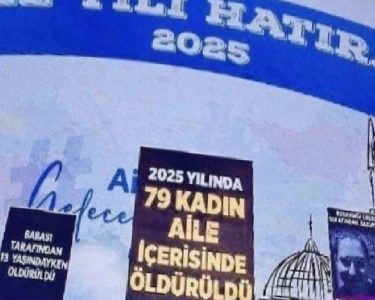 YILI HATIRA
2025
#
Ai
Gelece
2025 YILINDA
79 KADIN
AİLE
İÇERİSİNDE
ÖLDÜRÜLDÜ
BABASI
TARAFINDAN
13 YAŞINDAYKEN
ÖLDÜRÜLDÜ